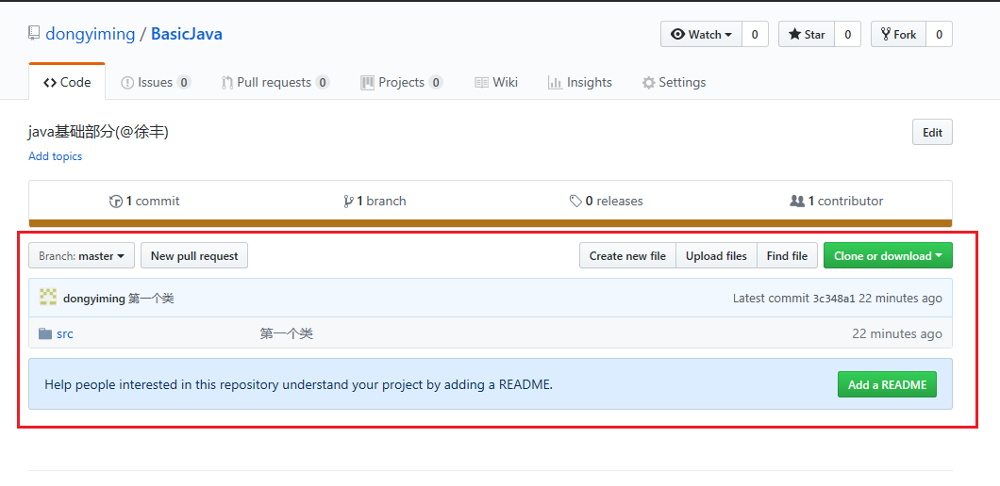 dongyiming / BasicJava
Watch 0 Star 0 Fork 0
Code Issues 0 Pull requests 0 Projects 0 Wiki Insights Settings
java基础部分(@徐丰)
Edit
Add topics
1 commit 1 branch 0 releases 1 contributor
Branch: master New pull request Create new file Upload files Find file Clone or download
dongyiming 第一个类 Latest commit 3c348a1 22 minutes ago
src 第一个类 22 minutes ago
Help people interested in this repository understand your project by adding a README. Add a README